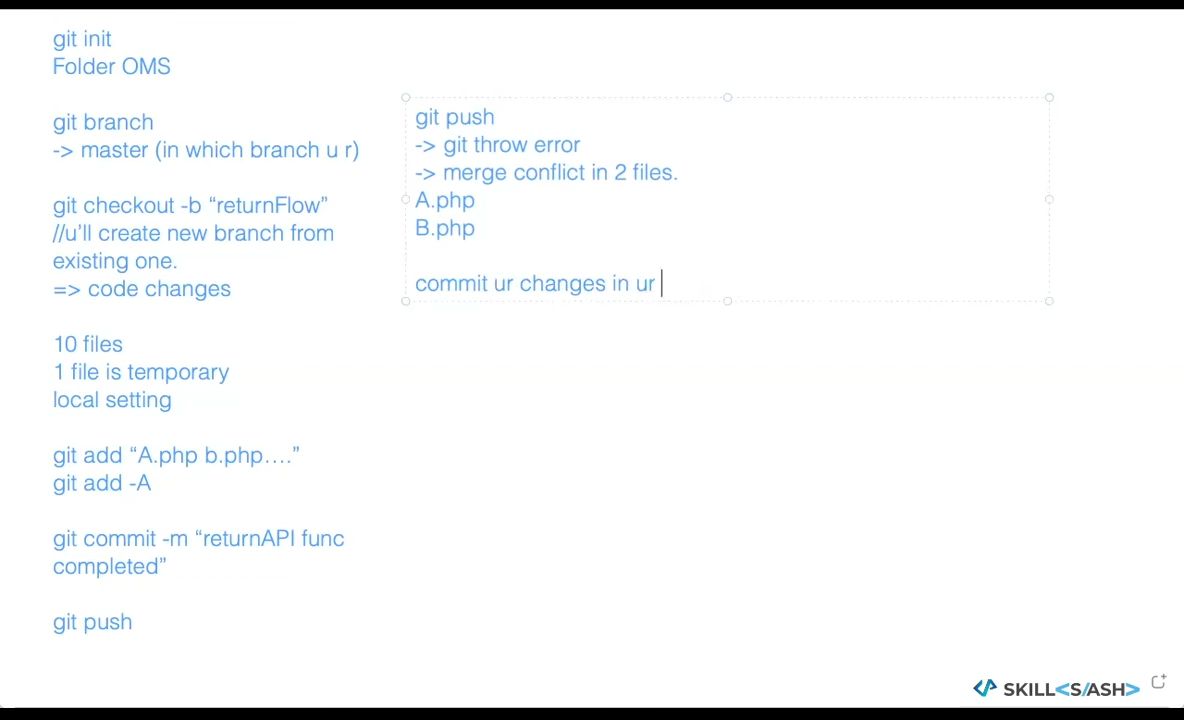 git init
Folder OMS
git branch
-> master (in which branch u r)
git checkout -b “returnFlow”
//u'll create new branch from
existing one.
=> code changes
10 files
1 file is temporary
local setting
git add “A.php b.php....”
git add -A
git commit -m “returnAPI func
completed”
git push
git push
-> git throw error
-> merge conflict in 2 files.
A.php
B.php
commit ur changes in ur
SKILL<S/ASH>